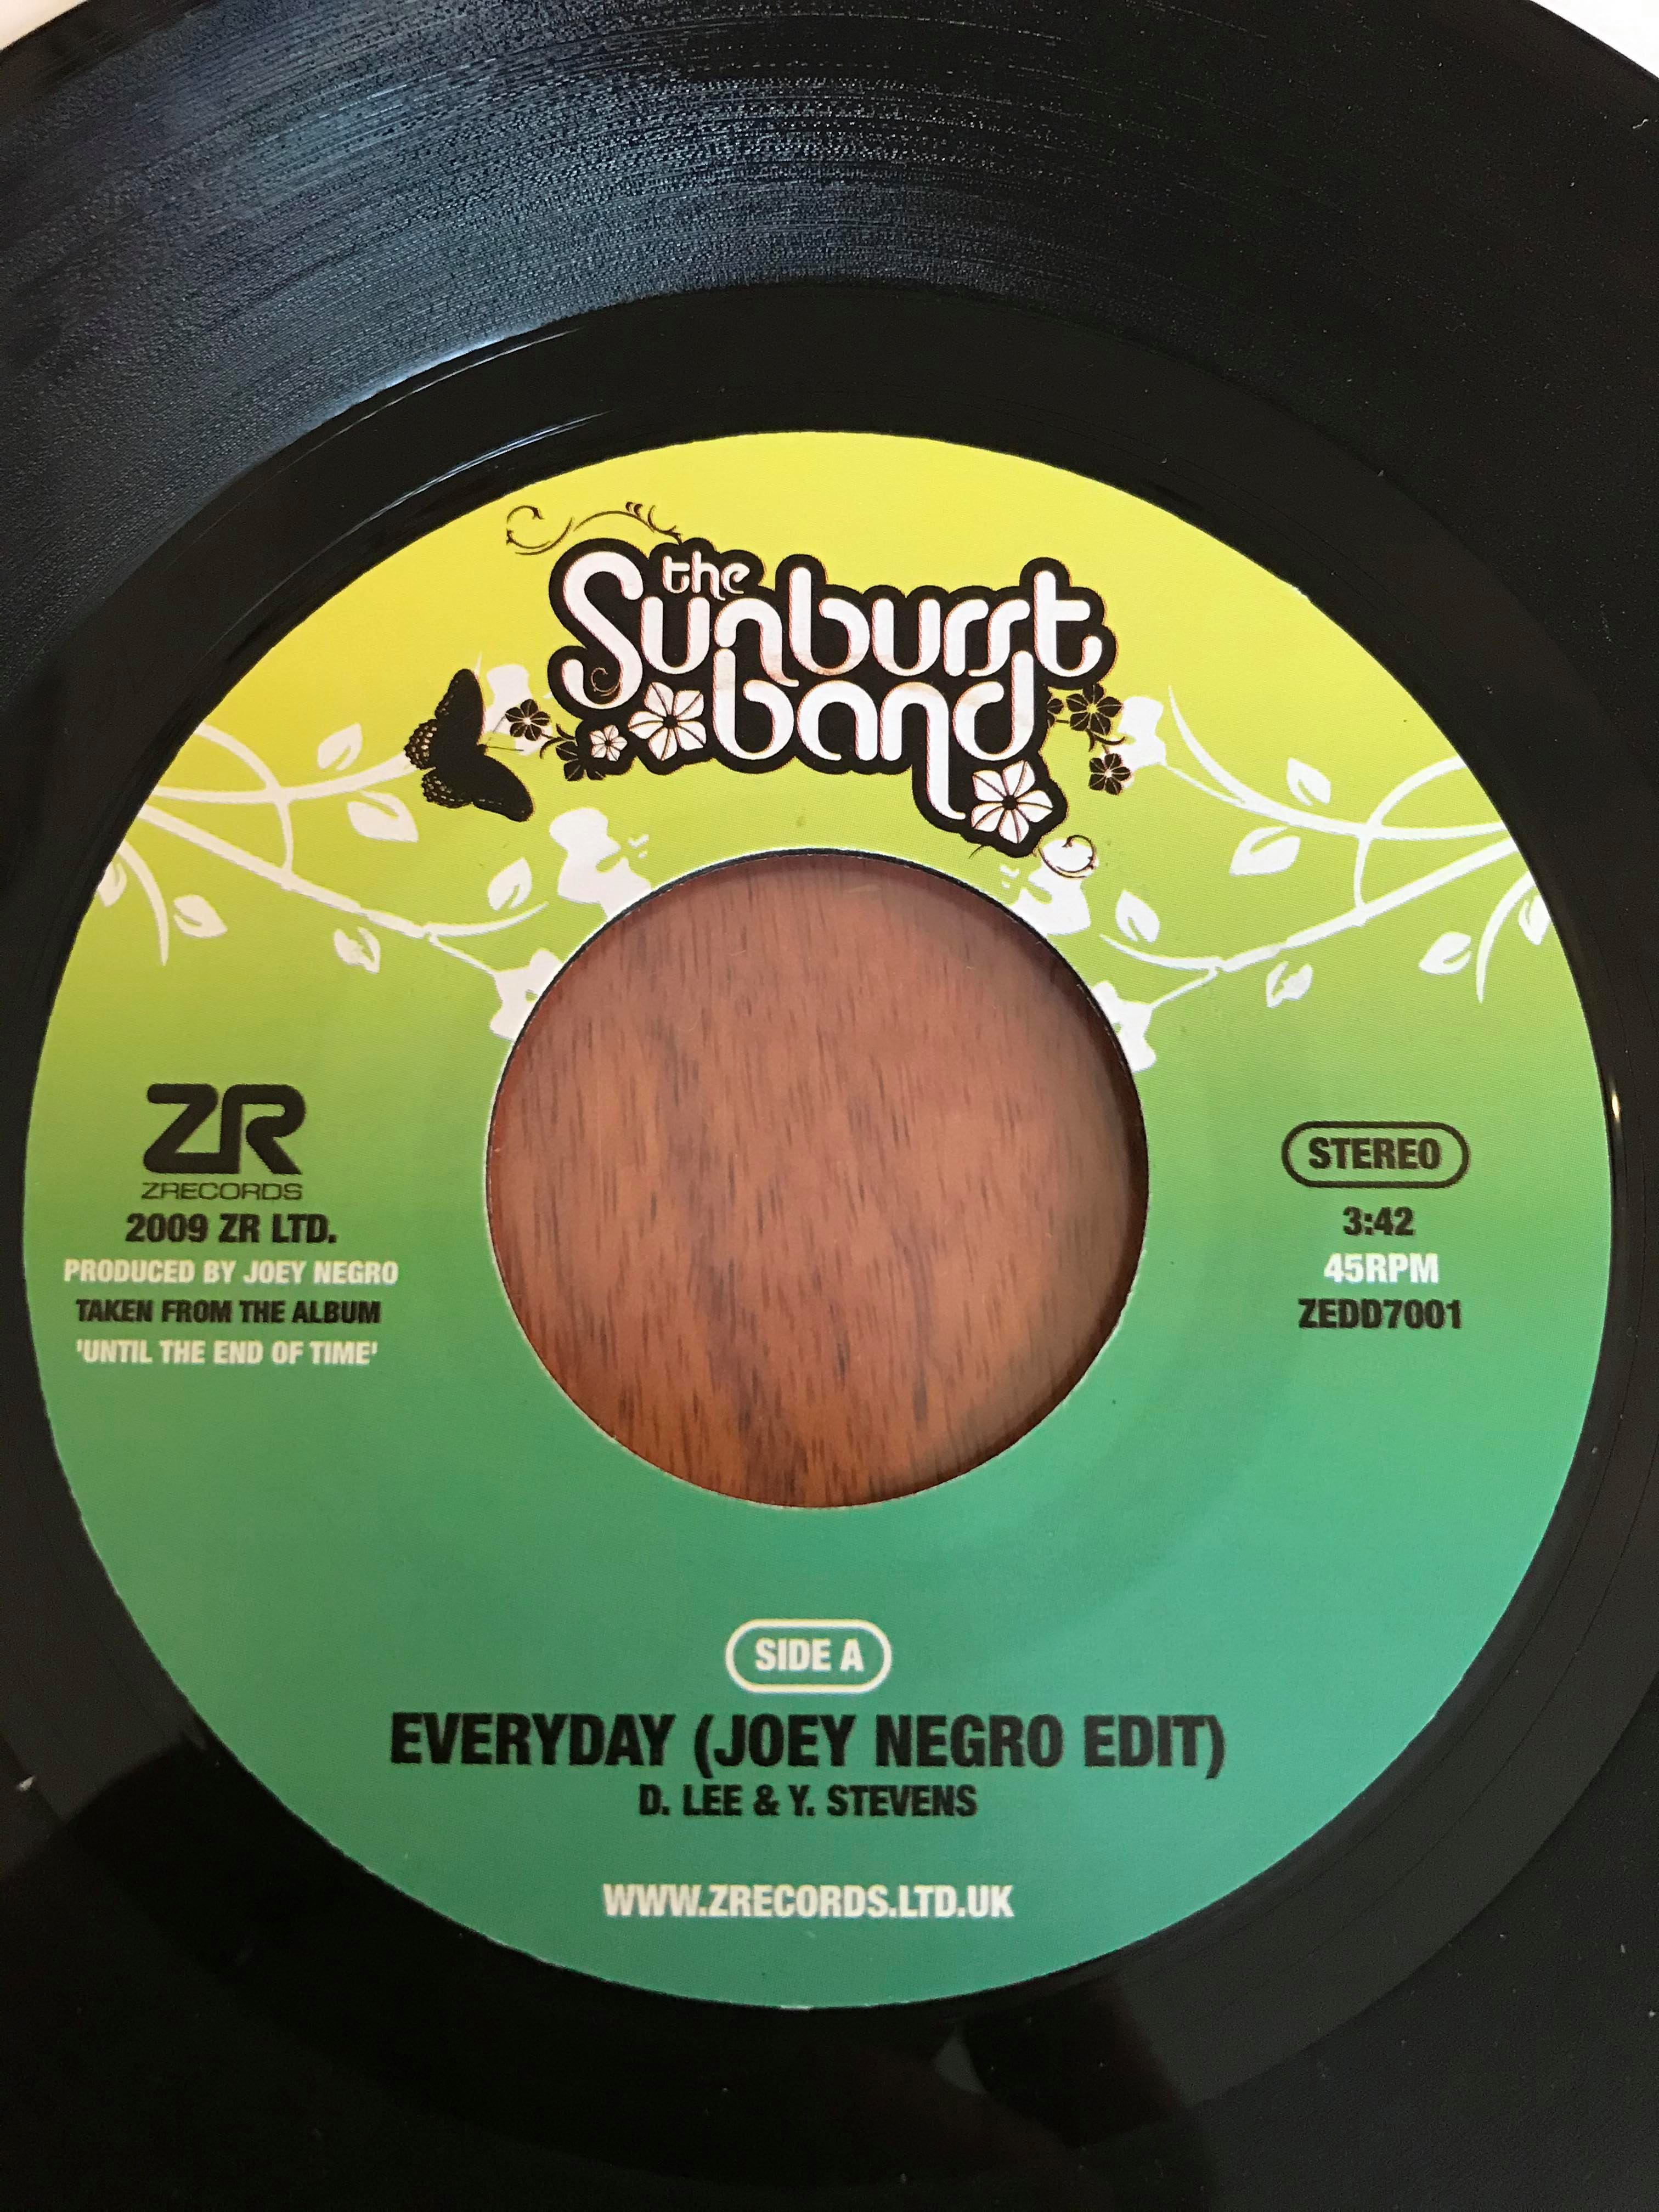 the
Sunburst
band
ZR
ZRECORDS
2009 ZR LTD.
PRODUCED BY JOEY NEGRO
TAKEN FROM THE ALBUM
'UNTIL THE END OF TIME'
STEREO
3:42
45RPM
ZEDD7001
SIDE A
EVERYDAY (JOEY NEGRO EDIT)
D. LEE & Y. STEVENS
WWW.ZRECORDS.LTD.UK